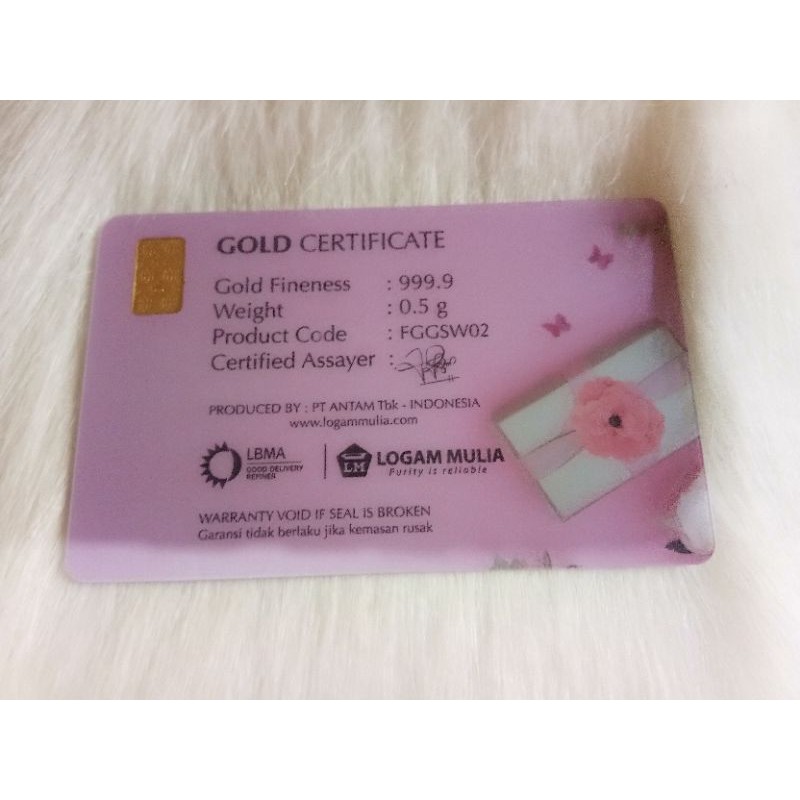 GOLD CERTIFICATE
Gold Fineness : 999.9
Weight : 0.5 g
Product Code : FGGSW02
Certified Assayer :
PRODUCED BY : PT ANTAM Tbk - INDONESIA
www.logammulia.com
LBMA
GOOD DELIVERY
REFINER
LM
LOGAM MULIA
Purity is reliable
WARRANTY VOID IF SEAL IS BROKEN
Garansi tidak berlaku jika kemasan rusak